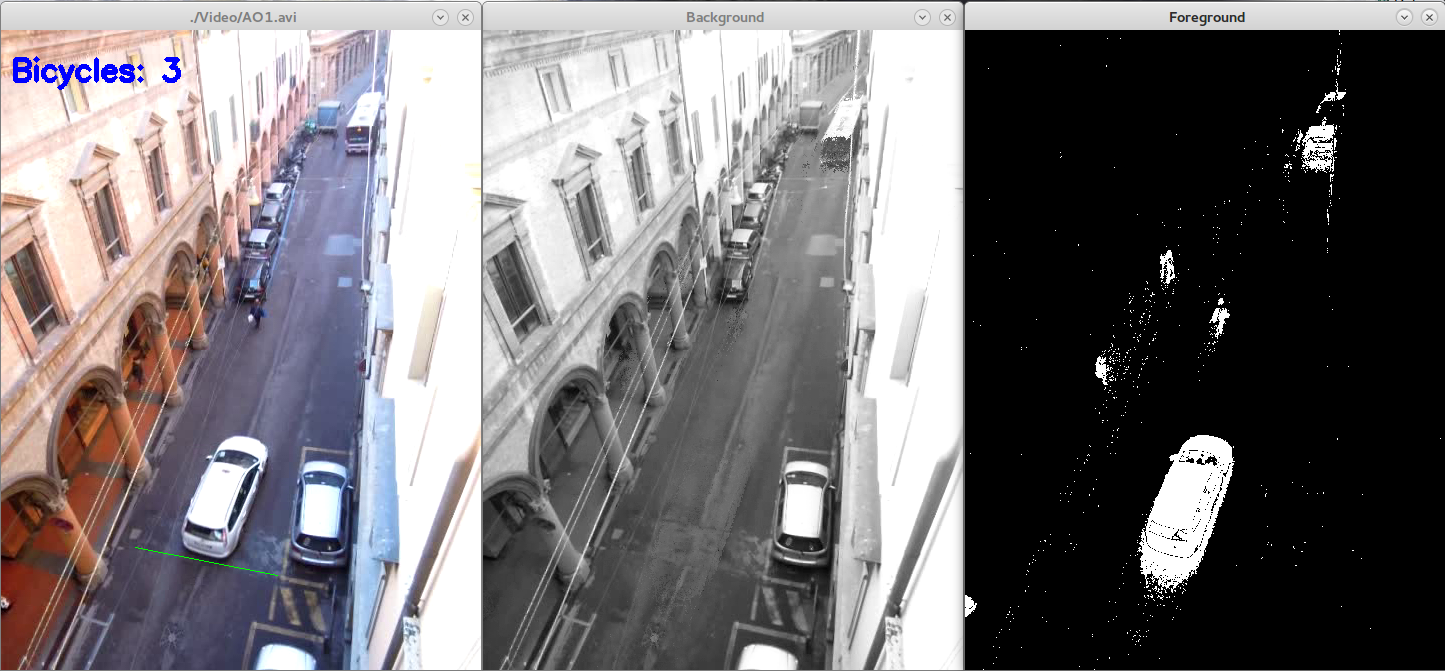 ./Video/AO1.avi
Background
Foreground
Bicycles: 3